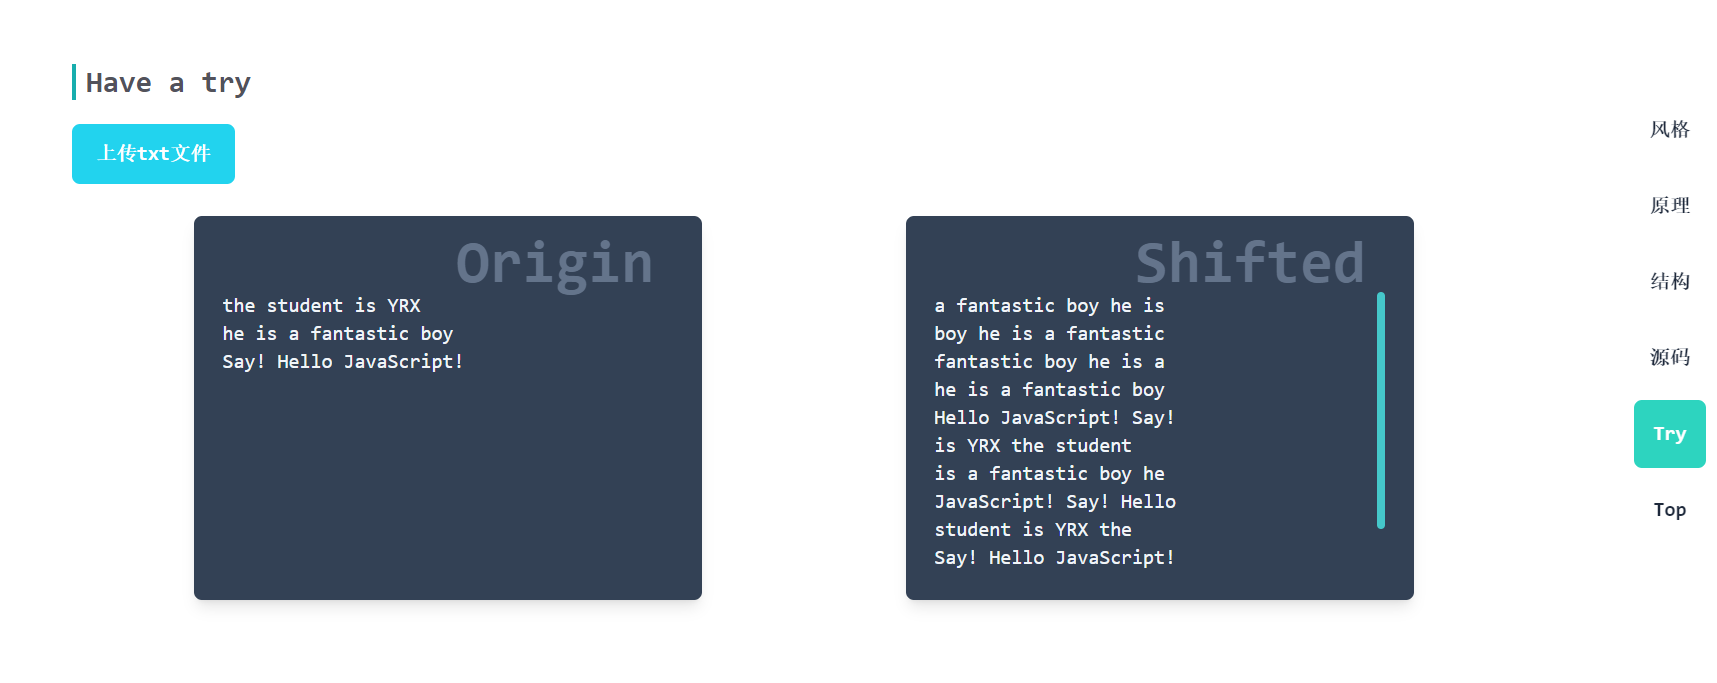 Have a try
上传txt文件
Origin
the student is YRX
he is a fantastic boy
Say! Hello JavaScript!
Shifted
a fantastic boy he is
boy he is a fantastic
fantastic boy he is a
he is a fantastic boy
Hello JavaScript! Say!
is YRX the student
is a fantastic boy he
JavaScript! Say! Hello
student is YRX the
Say! Hello JavaScript!
风格
原理
结构
源码
Try
Top